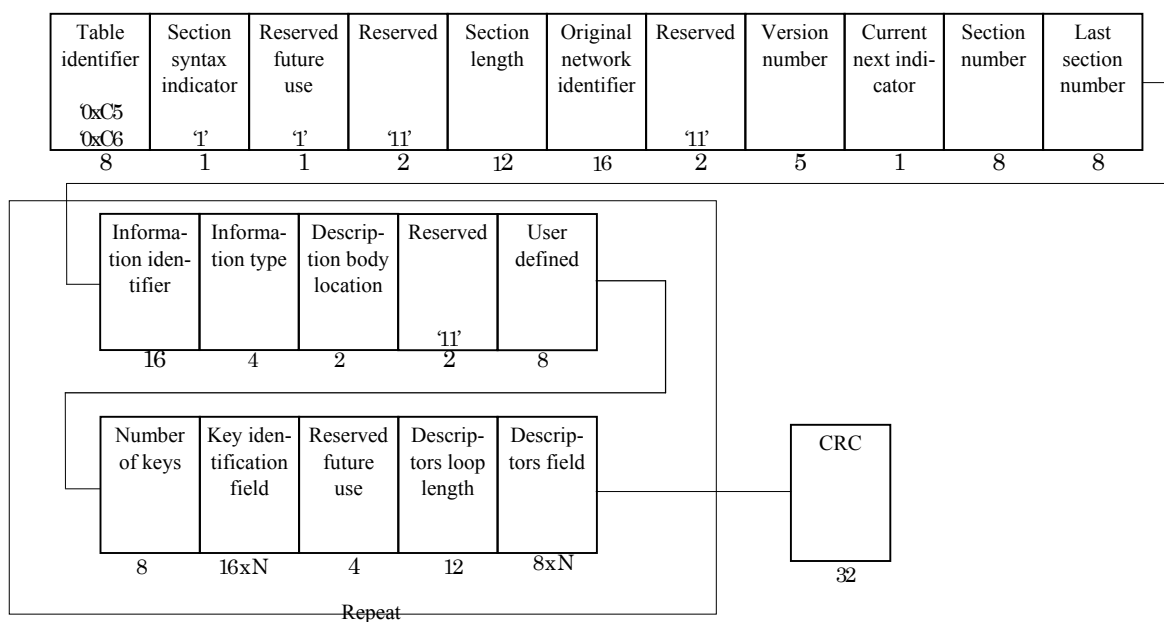 Table identifier ‘0xC5 ‘0xC6 8
Section syntax indicator ‘1’ 1
Reserved future use ‘1’ 1
Reserved ‘11’ 2
Section length 12
Original network identifier 16
Reserved ‘11’ 2
Version number 5
Current next indi- cator 1
Section number 8
Last section number 8
Informa- tion iden- tifier 16
Informa- tion type 4
Descrip- tion body location 2
Reserved ‘11’ 2
User defined 8
Number of keys 8
Key iden- tification field 16xN
Reserved future use 4
Descrip- tors loop length 12
Descrip- tors field 8xN
CRC 32
Repeat